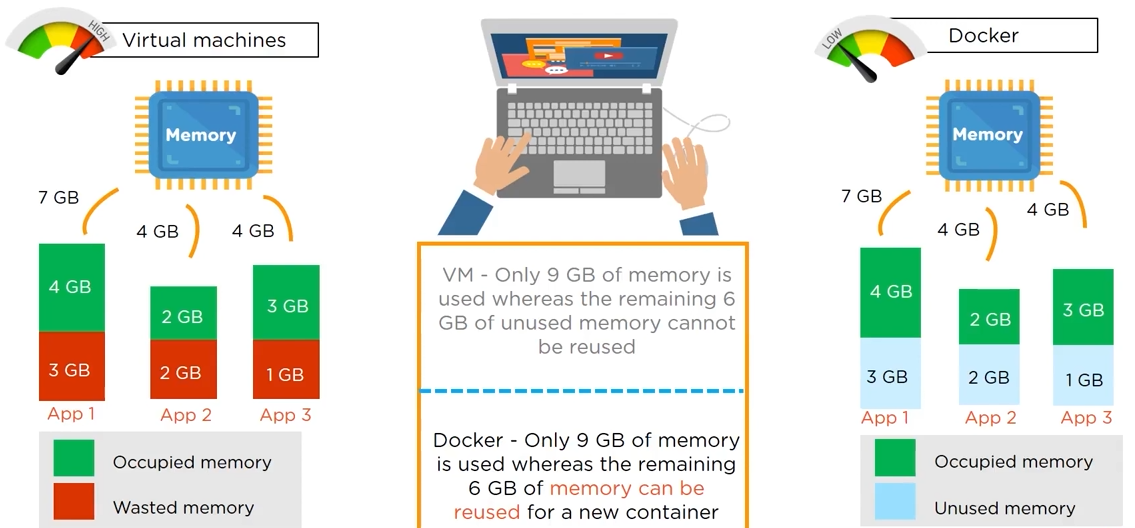 HIGH
Virtual machines
Memory
7 GB
4 GB
4 GB
4 GB
2 GB
3 GB
3 GB
2 GB
1 GB
App 1
App 2
App 3
Occupied memory
Wasted memory
VM - Only 9 GB of memory is
used whereas the remaining 6
GB of unused memory cannot
be reused
Docker - Only 9 GB of memory
is used whereas the remaining
6 GB of memory can be
reused for a new container
LOW
Docker
Memory
7 GB
4 GB
4 GB
4 GB
2 GB
3 GB
3 GB
2 GB
1 GB
App 1
App 2
App 3
Occupied memory
Unused memory